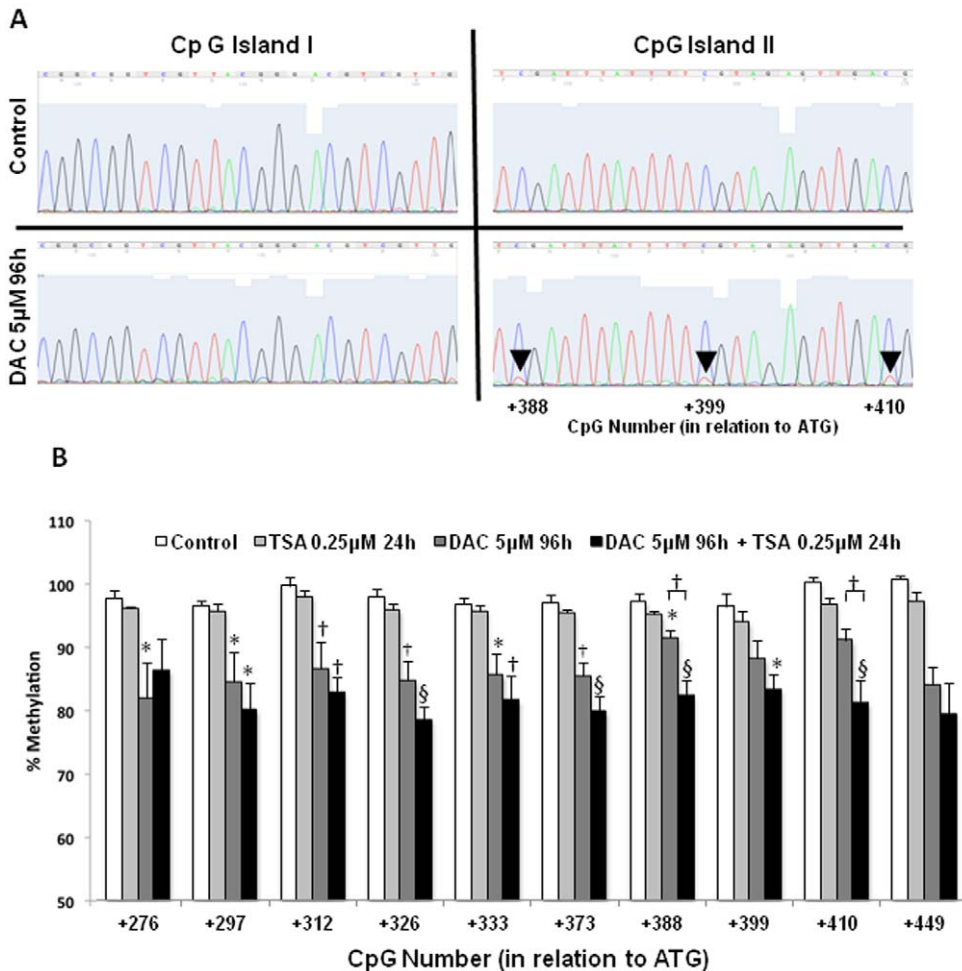 A
Cp G Island I
CpG Island II
Control
C G G C G G T C G T T A C G G G A C G T C G T T G
T C G A T T T A T T T T C G T A G A G T T G A C G
DAC 5µM 96h
C G G C G G T C G T T A C G G G A C G T C G T T G
T C G A T T T A T T T T C G T A G A G T T G A C G
+388 +399 +410
CpG Number (in relation to ATG)
B
% Methylation
110
100
90
80
70
60
50
Control TSA 0.25µM 24h DAC 5µM 96h DAC 5µM 96h + TSA 0.25µM 24h
* * * † † † § * † † § † * § * † § 
+276 +297 +312 +326 +333 +373 +388 +399 +410 +449
CpG Number (in relation to ATG)